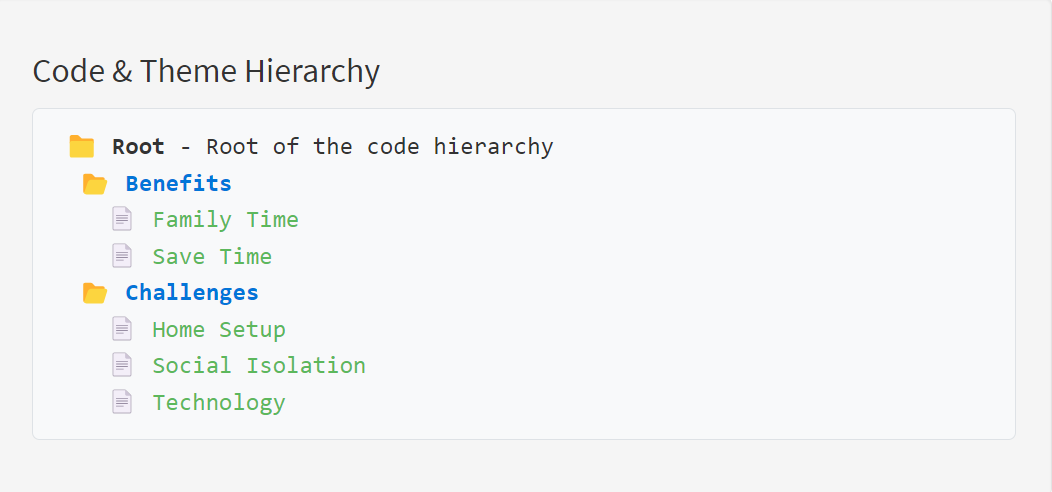 Code & Theme Hierarchy
Root - Root of the code hierarchy
Benefits
Family Time
Save Time
Challenges
Home Setup
Social Isolation
Technology